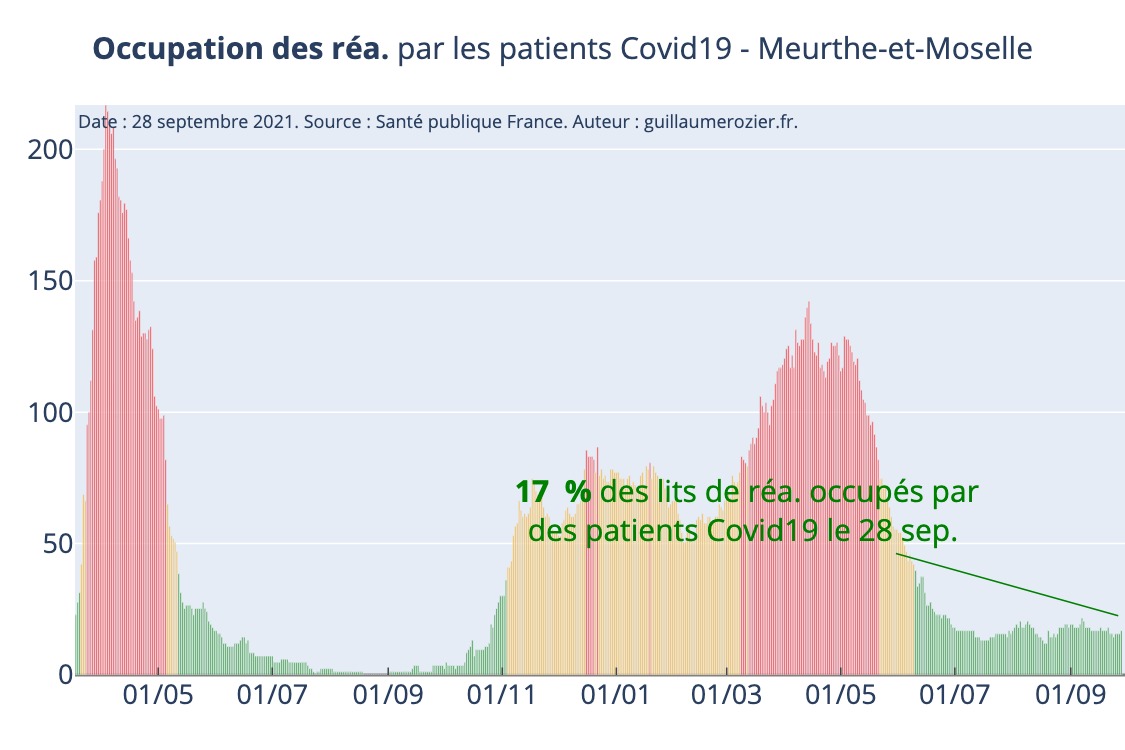 Occupation des réa. par les patients Covid19 - Meurthe-et-Moselle
Date : 28 septembre 2021. Source : Santé publique France. Auteur : guillaumerozier.fr.
200
150
100
50
0
17  % des lits de réa. occupés par
des patients Covid19 le 28 sep.
01/05 01/07 01/09 01/11 01/01 01/03 01/05 01/07 01/09